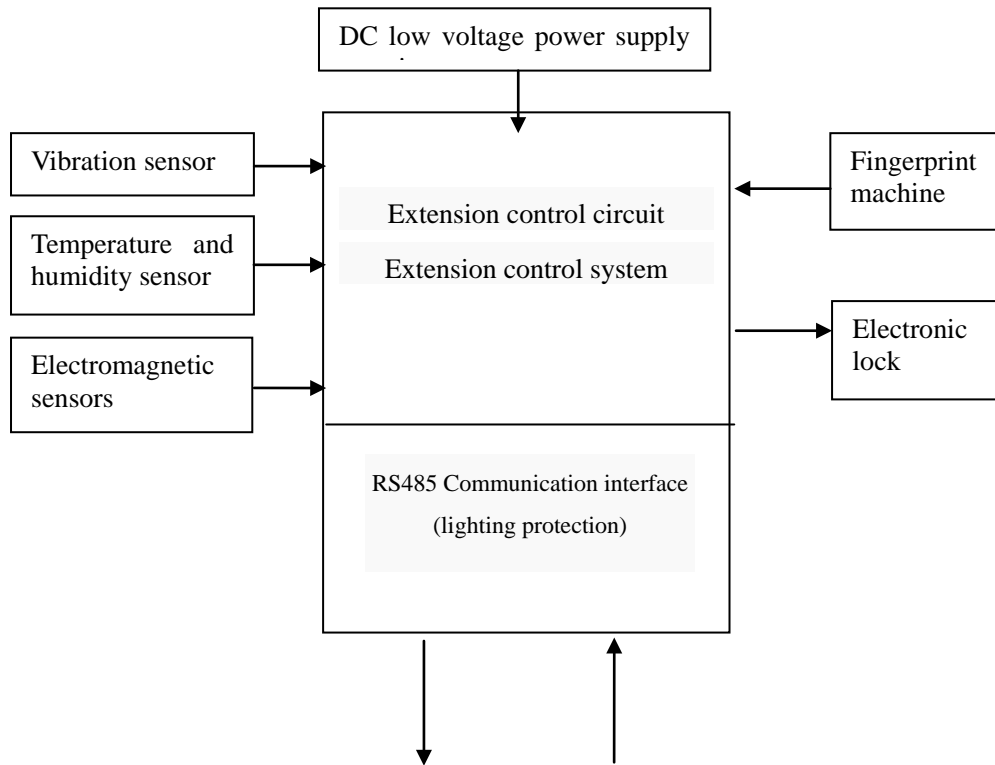 DC low voltage power supply
Vibration sensor
Temperature and
humidity sensor
Electromagnetic
sensors
Extension control circuit
Extension control system
RS485 Communication interface
(lighting protection)
Fingerprint
machine
Electronic
lock